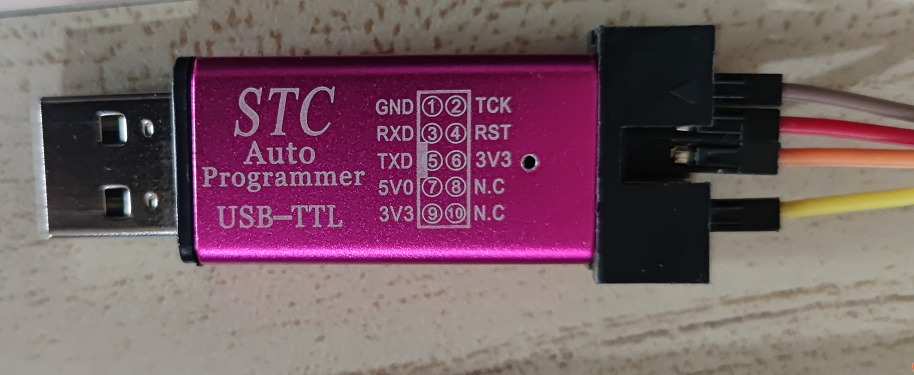 STC
Auto
Programmer
USB-TTL
GND ① ② TCK
RXD ③ ④ RST
TXD ⑤ ⑥ 3V3
5V0 ⑦ ⑧ N.C
3V3 ⑨ ⑩ N.C